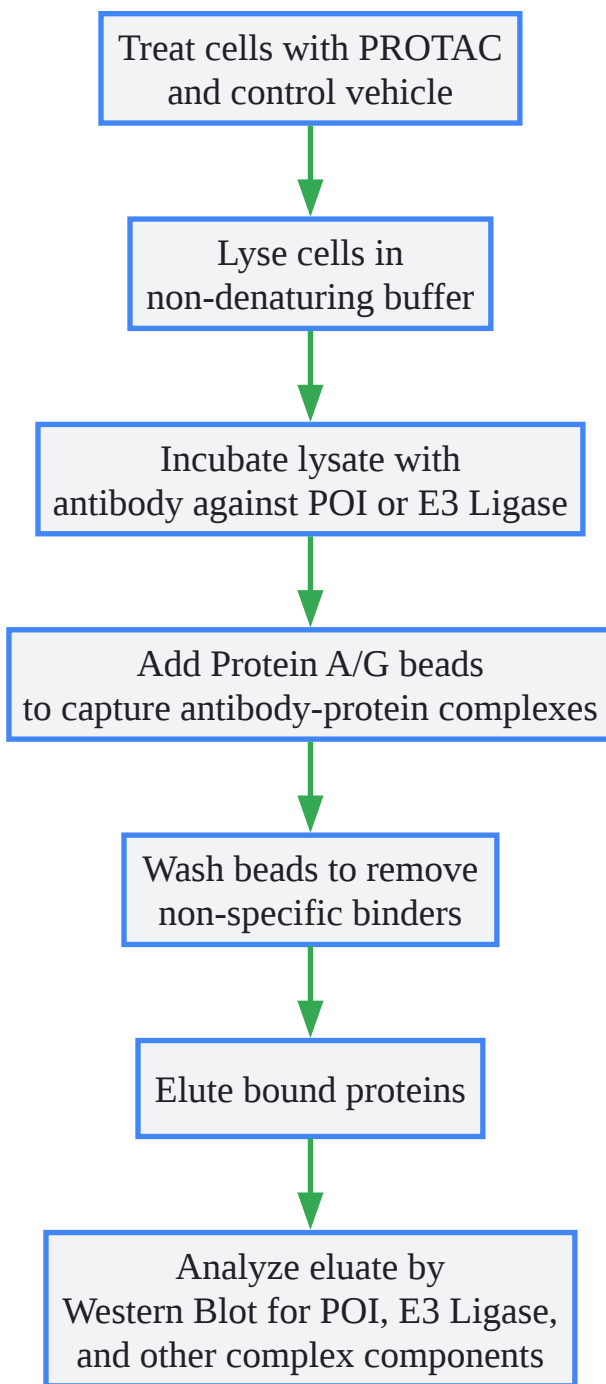 Treat cells with PROTAC
and control vehicle
Lyse cells in
non-denaturing buffer
Incubate lysate with
antibody against POI or E3 Ligase
Add Protein A/G beads
to capture antibody-protein complexes
Wash beads to remove
non-specific binders
Elute bound proteins
Analyze eluate by
Western Blot for POI, E3 Ligase,
and other complex components